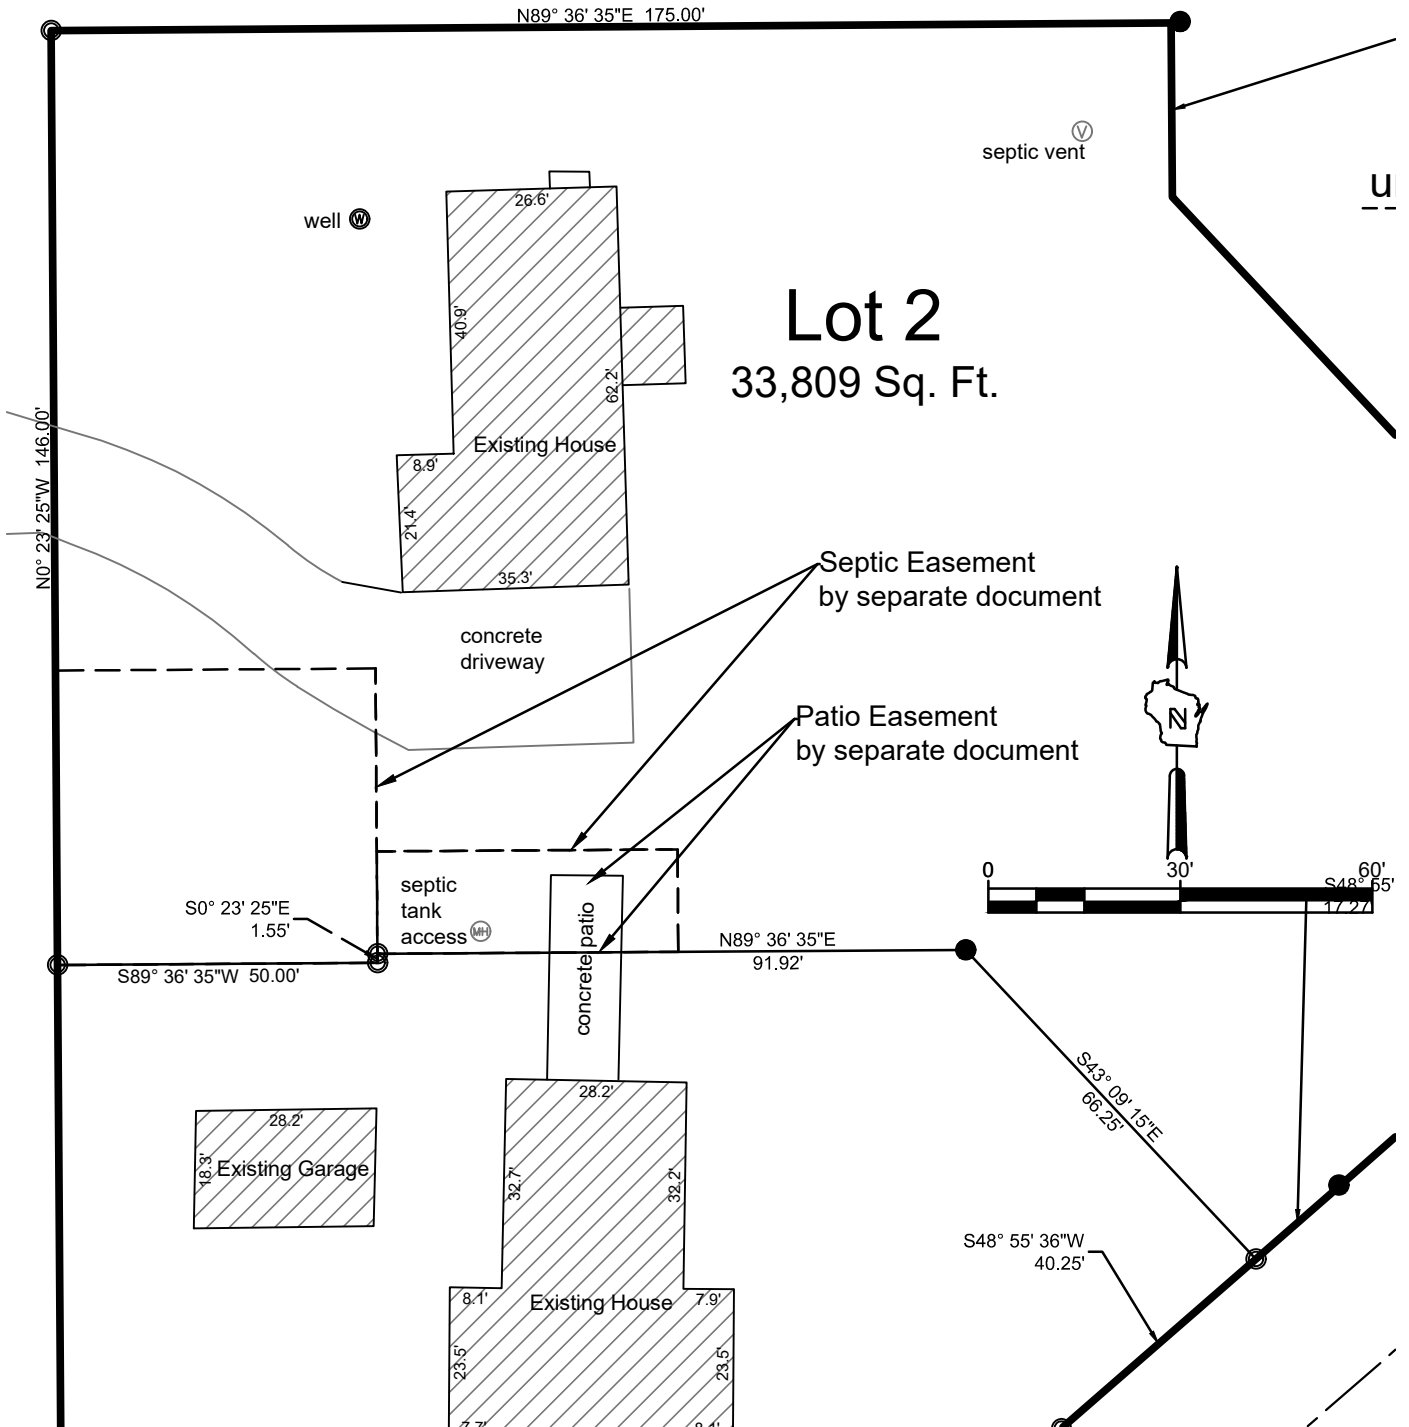 N89° 36' 35"E 175.00'
V
septic vent
26.6'
well W
Lot 2
33,809 Sq. Ft.
40.9'
62.2'
N0° 23' 25"W 146.00'
Existing House
8.9'
21.4'
35.3'
Septic Easement
by separate document
concrete
driveway
Patio Easement
by separate document
N
0 30' 60'
S48° 55'
17.27
septic
tank
access MH
S0° 23' 25"E
1.55'
concrete patio
N89° 36' 35"E
91.92'
S89° 36' 35"W 50.00'
S43° 09' 15"E
66.25'
28.2'
28.2'
18.3'
Existing Garage
32.7'
32.2'
S48° 55' 36"W
40.25'
8.1'
Existing House
7.9'
23.5'
23.5'
7.7'
8.1'